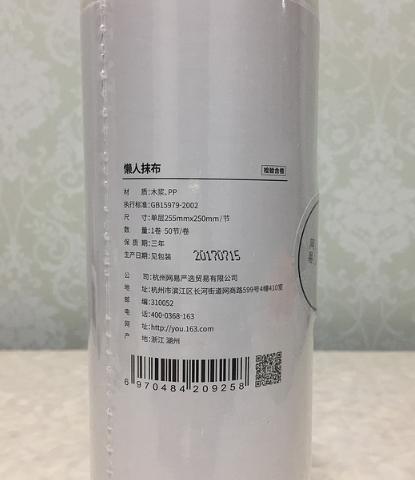 懒人抹布 检验合格
材 质:木浆、PP
执行标准:GB15979-2002
尺 寸:单层255mmx250mm/节
数 量:1卷 50节/卷
保 质 期:三年
生产日期:见包装 20170715
公 司:杭州网易严选贸易有限公司
地 址:杭州市滨江区长河街道网商路599号4幢410室
邮 编:310052
电 话:400-0368-163
网 址:http://you.163.com
产 地:浙江 湖州
6 970484 209258
网易